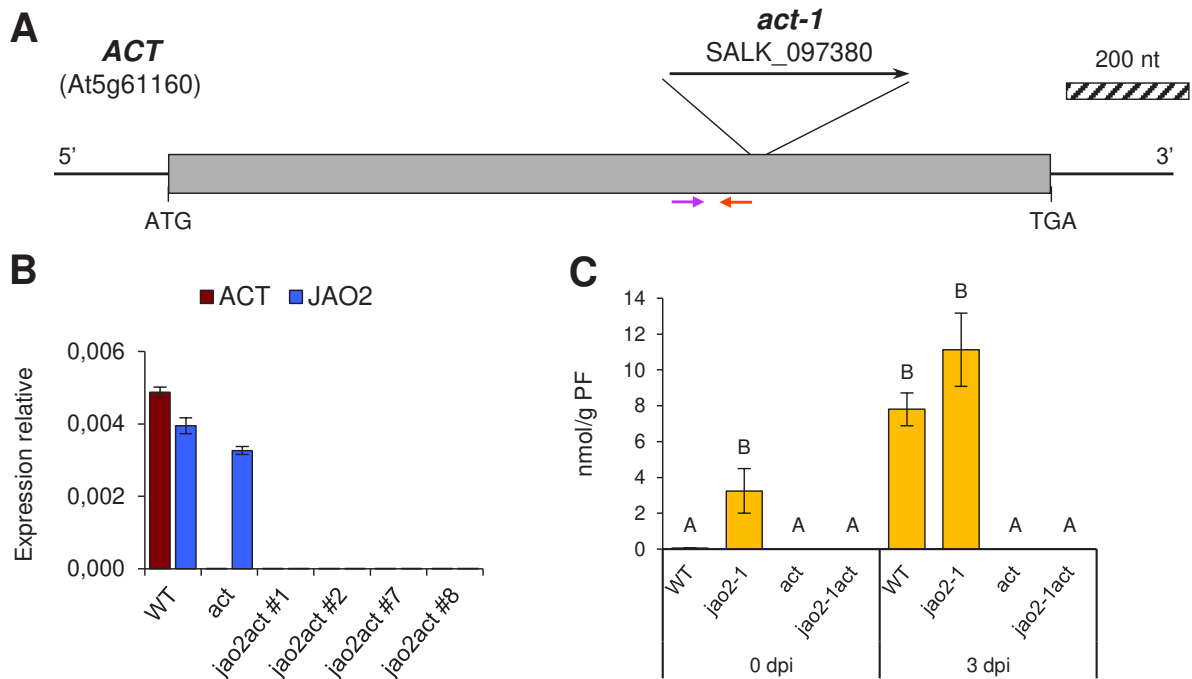 A
ACT
(At5g61160)
act-1
SALK_097380
200 nt
5’
3’
ATG
TGA
B
ACT JAO2
Expression relative
0,006
0,004
0,002
0,000
WT
act
jao2act #1
jao2act #2
jao2act #7
jao2act #8
C
nmol/g PF
14
12
10
8
6
4
2
0
A
B
A
A
B
B
A
A
WT
jao2-1
act
jao2-1act
WT
jao2-1
act
jao2-1act
0 dpi
3 dpi